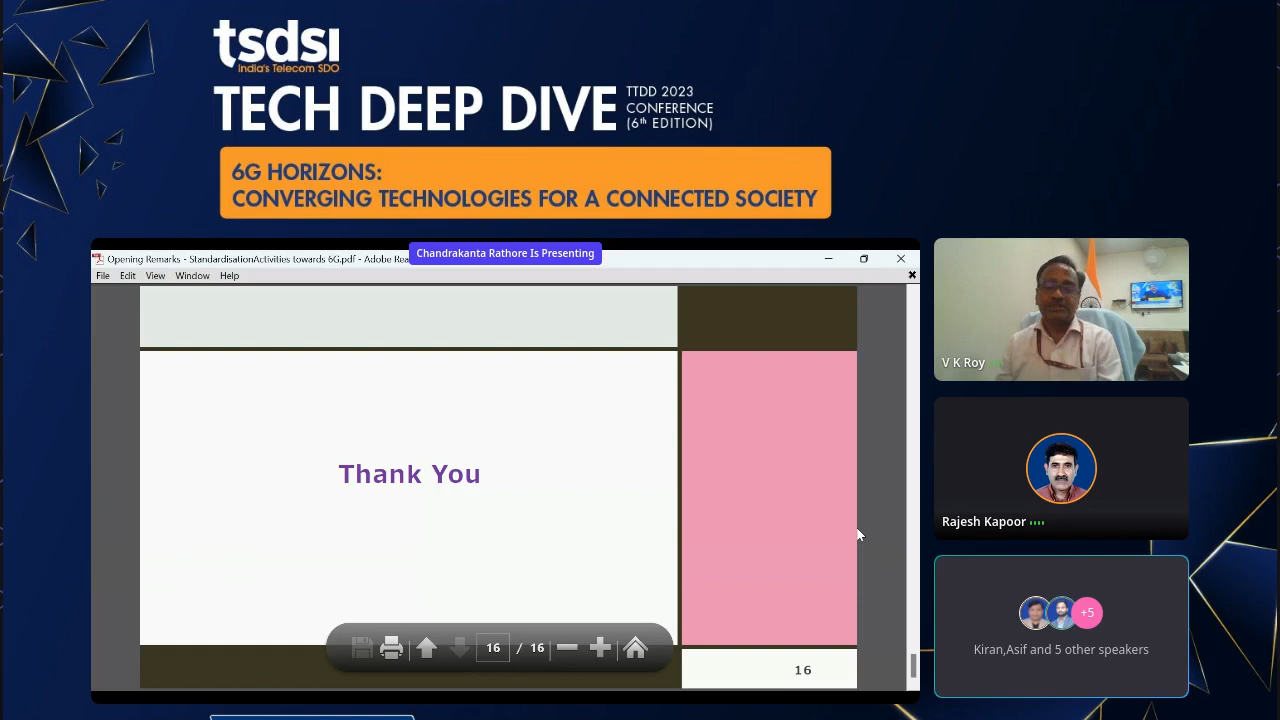 tsdsi
India's Telecom SDO
TECH DEEP DIVE
TTDD 2023
CONFERENCE
(6th EDITION)
6G HORIZONS:
CONVERGING TECHNOLOGIES FOR A CONNECTED SOCIETY
Opening Remarks - StandardisationActivities towards 6G.pdf - Adobe Rea
Chandrakanta Rathore Is Presenting
File Edit View Window Help
Thank You
16 / 16
16
V K Roy
Rajesh Kapoor
+5
Kiran,Asif and 5 other speakers